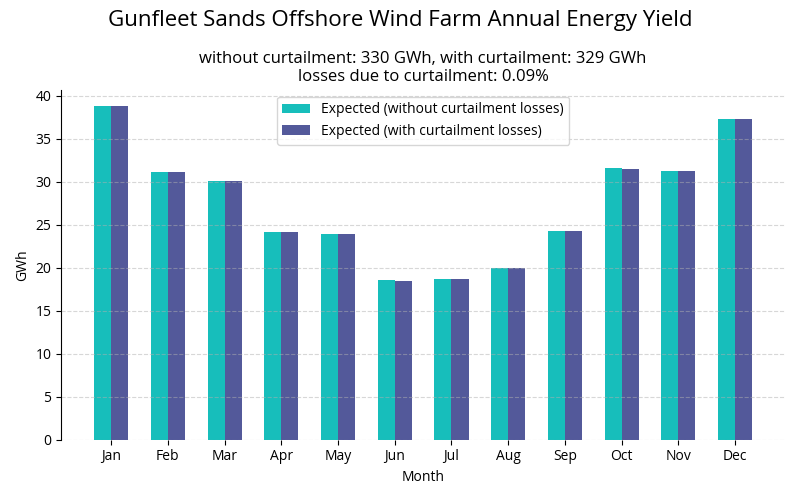 Gunfleet Sands Offshore Wind Farm Annual Energy Yield
without curtailment: 330 GWh, with curtailment: 329 GWh
losses due to curtailment: 0.09%
Expected (without curtailment losses)
Expected (with curtailment losses)
GWh
40
35
30
25
20
15
10
5
0
Jan Feb Mar Apr May Jun Jul Aug Sep Oct Nov Dec
Month